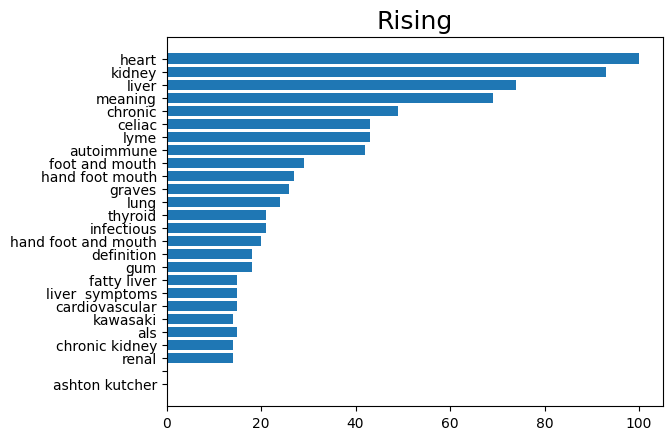 Rising
heart
kidney
liver
meaning
chronic
celiac
lyme
autoimmune
foot and mouth
hand foot mouth
graves
lung
thyroid
infectious
hand foot and mouth
definition
gum
fatty liver
liver  symptoms
cardiovascular
kawasaki
als
chronic kidney
renal
ashton kutcher
0 20 40 60 80 100